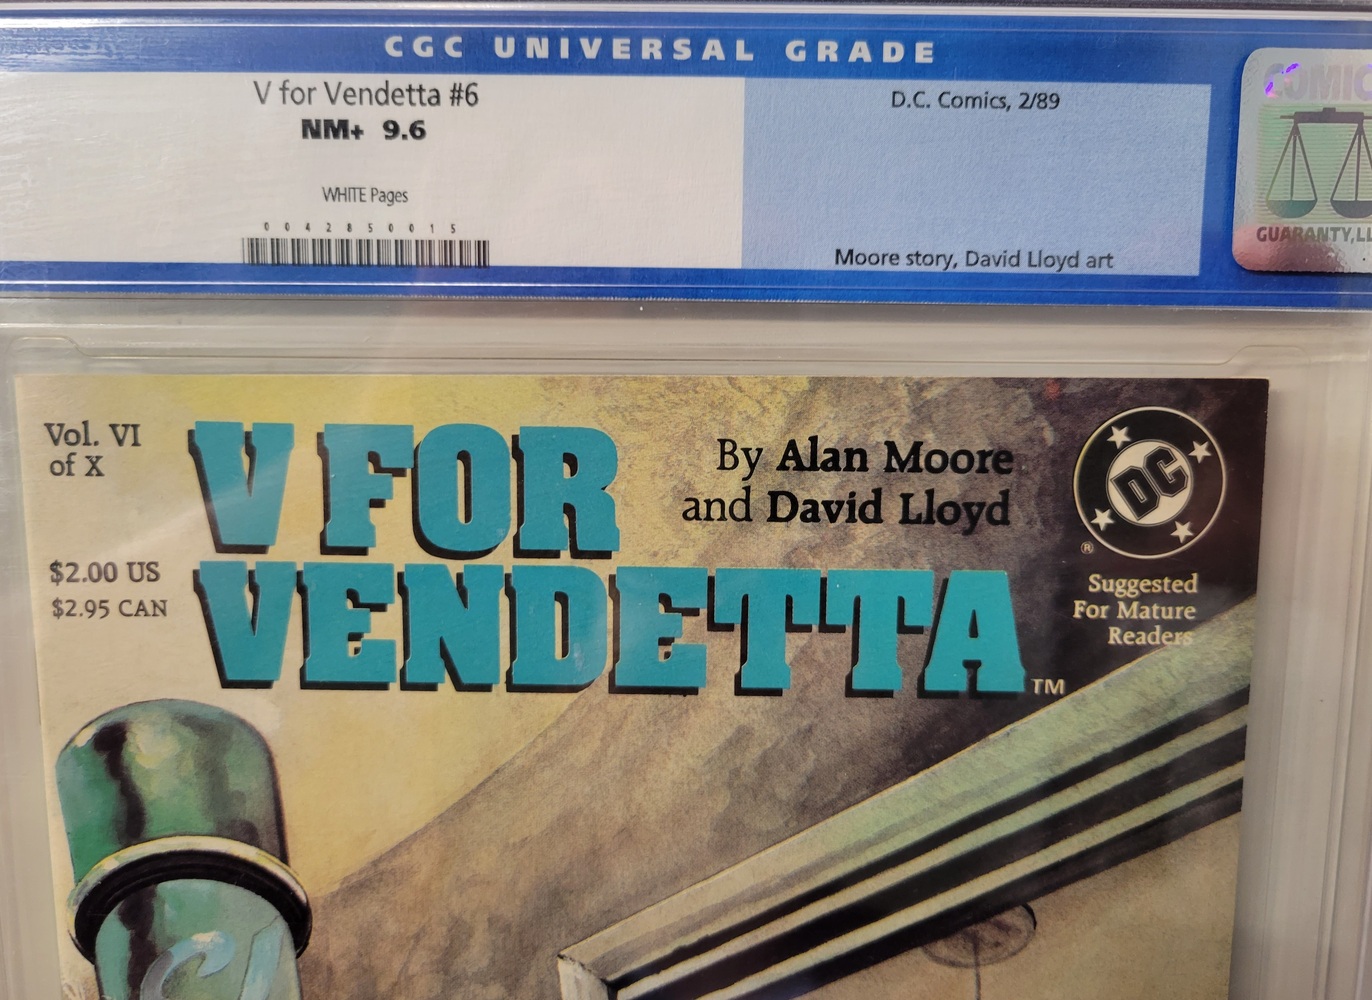 CGC UNIVERSAL GRADE
V for Vendetta #6
NM+ 9.6
WHITE Pages
0042850015
D.C. Comics, 2/89
Moore story, David Lloyd art
COMIC
GUARANTY, LL
Vol. VI
of X
$2.00 US
$2.95 CAN
V FOR
VENDETTA
TM
By Alan Moore
and David Lloyd
DC
®
Suggested
For Mature
Readers